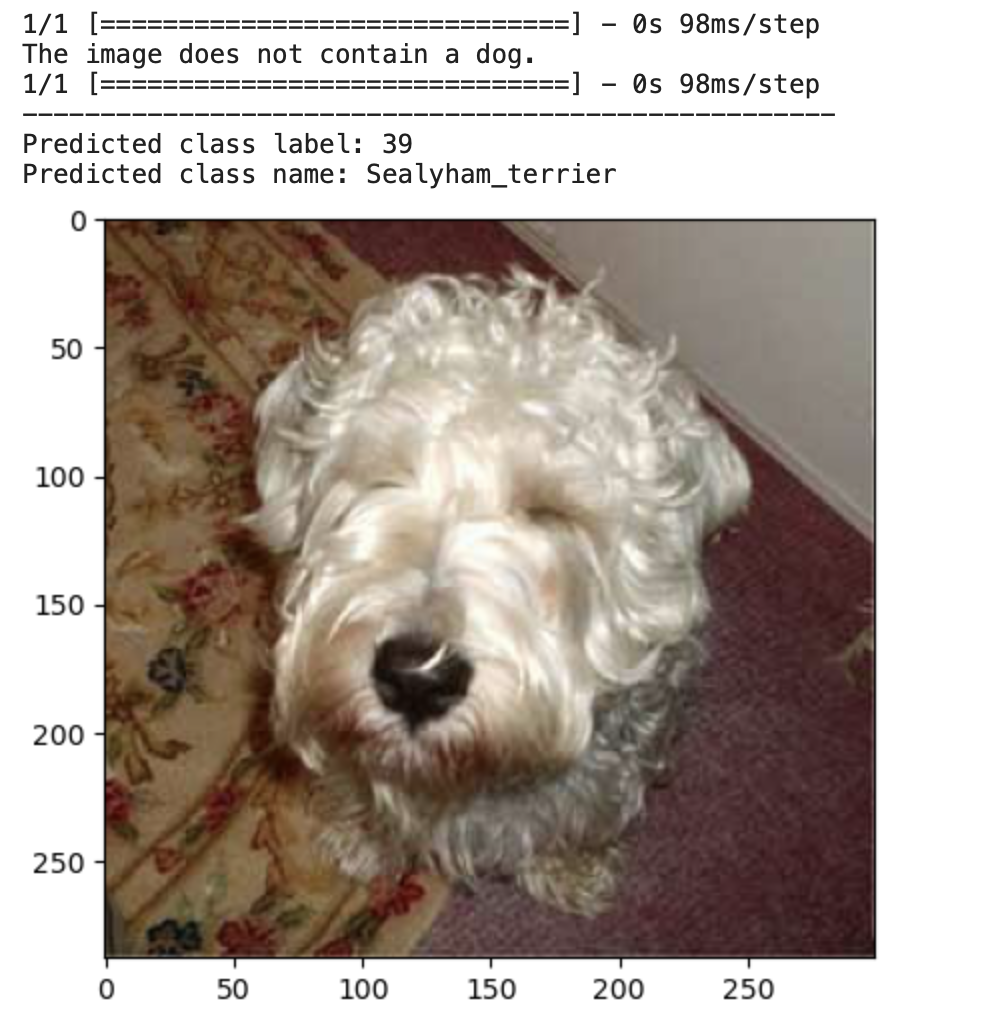 1/1 [==============================] - 0s 98ms/step
The image does not contain a dog.
1/1 [==============================] - 0s 98ms/step
----------------------------------------------------
Predicted class label: 39
Predicted class name: Sealyham_terrier
0
50
100
150
200
250
0 50 100 150 200 250